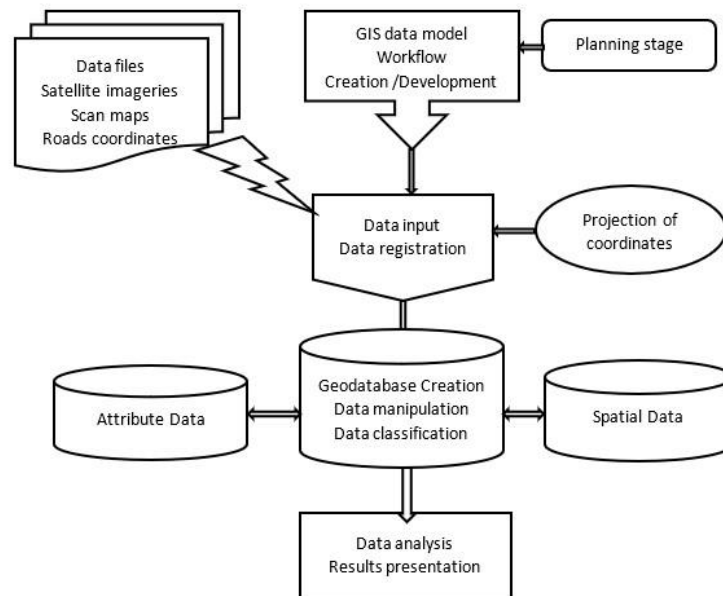 Data files
Satellite imageries
Scan maps
Roads coordinates
GIS data model
Workflow
Creation /Development
Planning stage
Data input
Data registration
Projection of
coordinates
Attribute Data
Geodatabase Creation
Data manipulation
Data classification
Spatial Data
Data analysis
Results presentation